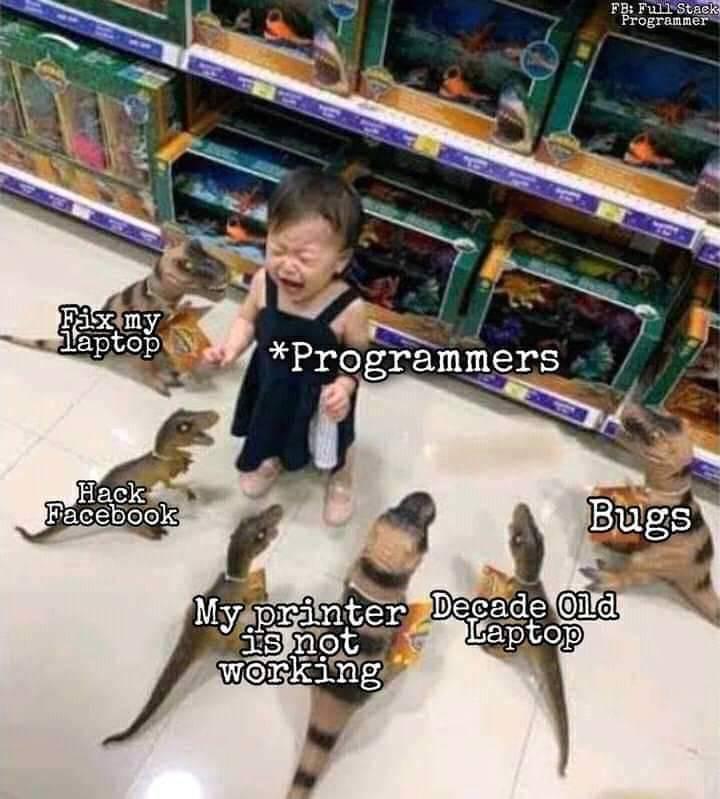 FB: Full Stack
Programmer
Fix my
laptop
*Programmers
Hack
Facebook
Bugs
My printer
is not
working
Decade Old
Laptop